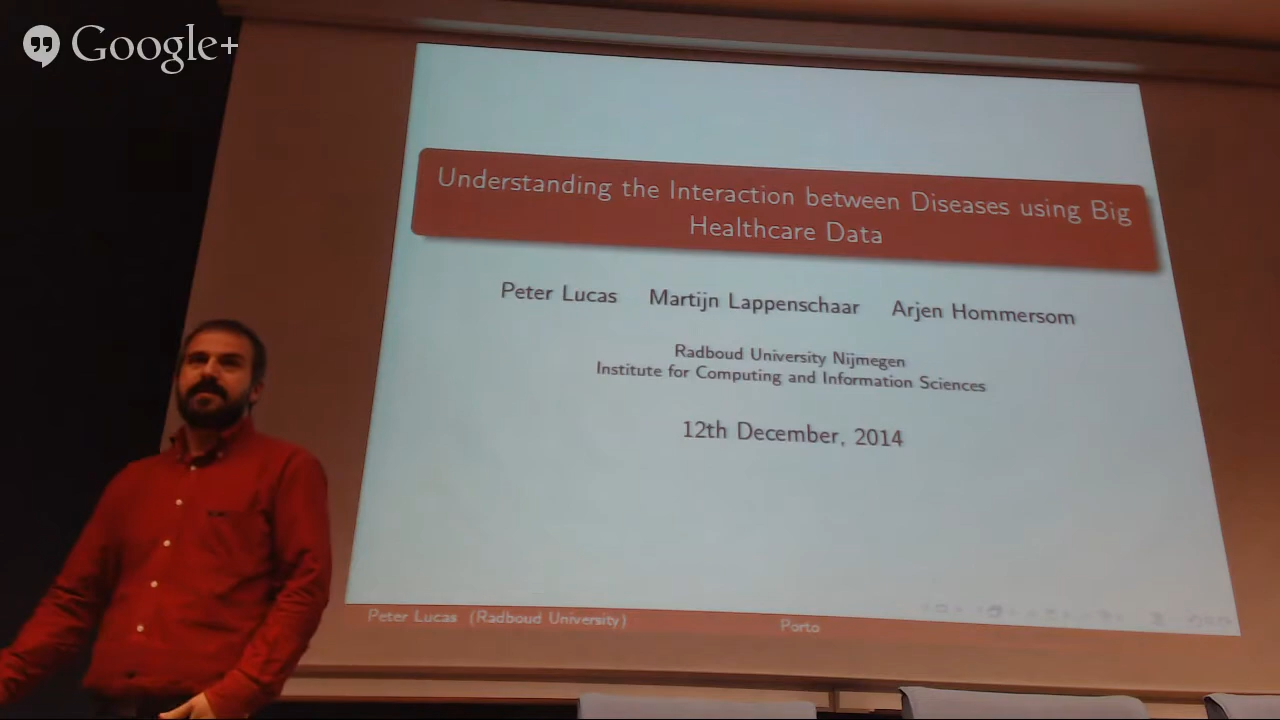 Google+
Understanding the Interaction between Diseases using Big
Healthcare Data
Peter Lucas Martijn Lappenschaar Arjen Hommersom
Radboud University Nijmegen
Institute for Computing and Information Sciences
12th December, 2014
Peter Lucas (Radboud University) Porto